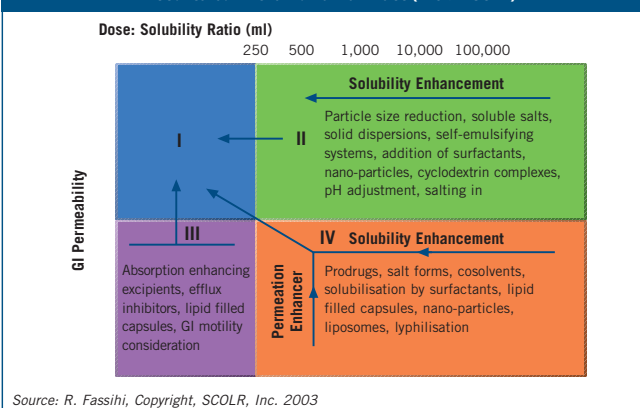 Dose: Solubility Ratio (ml)
250 500 1,000 10,000 100,000
Solubility Enhancement
Particle size reduction, soluble salts,
solid dispersions, self-emulsifying
systems, addition of surfactants,
nano-particles, cyclodextrin complexes,
pH adjustment, salting in
I
II
GI Permeability
III
Absorption enhancing
excipients, efflux
inhibitors, lipid filled
capsules, GI motility
consideration
IV Solubility Enhancement
Permeation
Enhancer
Prodrugs, salt forms, cosolvents,
solubilisation by surfactants, lipid
filled capsules, nano-particles,
liposomes, lyphilisation
Source: R. Fassihi, Copyright, SCOLR, Inc. 2003